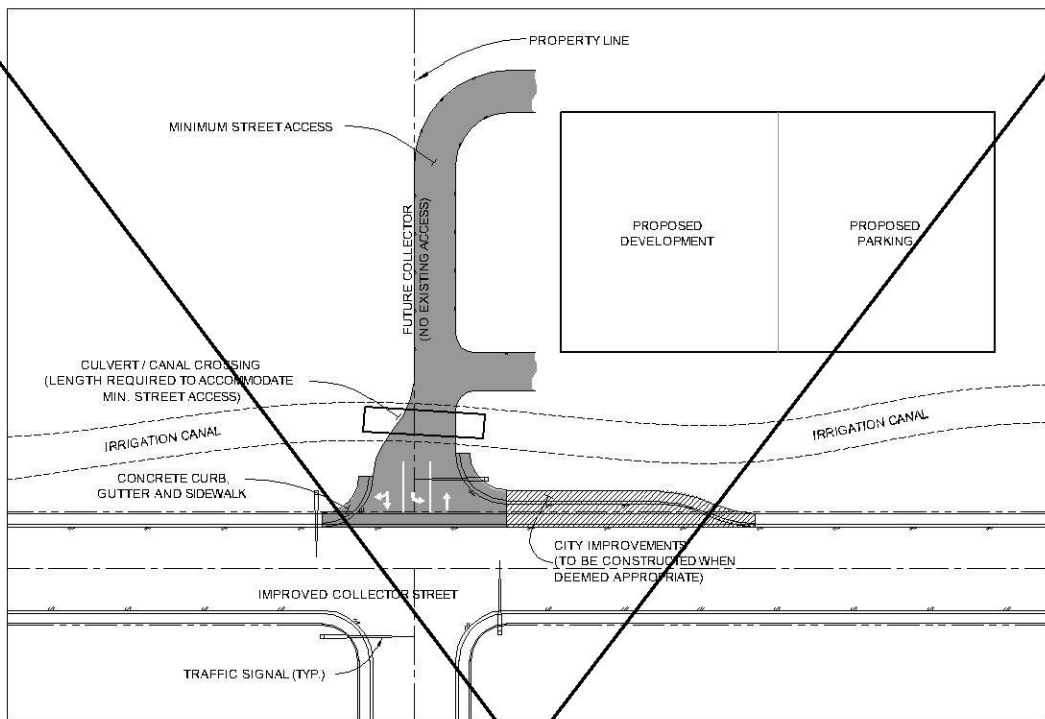 PROPERTY LINE
MINIMUM STREET ACCESS
FUTURE COLLECTOR
(NO EXISTING ACCESS)
PROPOSED
DEVELOPMENT
PROPOSED
PARKING
CULVERT / CANAL CROSSING
(LENGTH REQUIRED TO ACCOMMODATE
MIN. STREET ACCESS)
IRRIGATION CANAL
IRRIGATION CANAL
CONCRETE CURB,
GUTTER AND SIDEWALK
CITY IMPROVEMENTS
(TO BE CONSTRUCTED WHEN
DEEMED APPROPRIATE)
IMPROVED COLLECTOR STREET
TRAFFIC SIGNAL (TYP.)